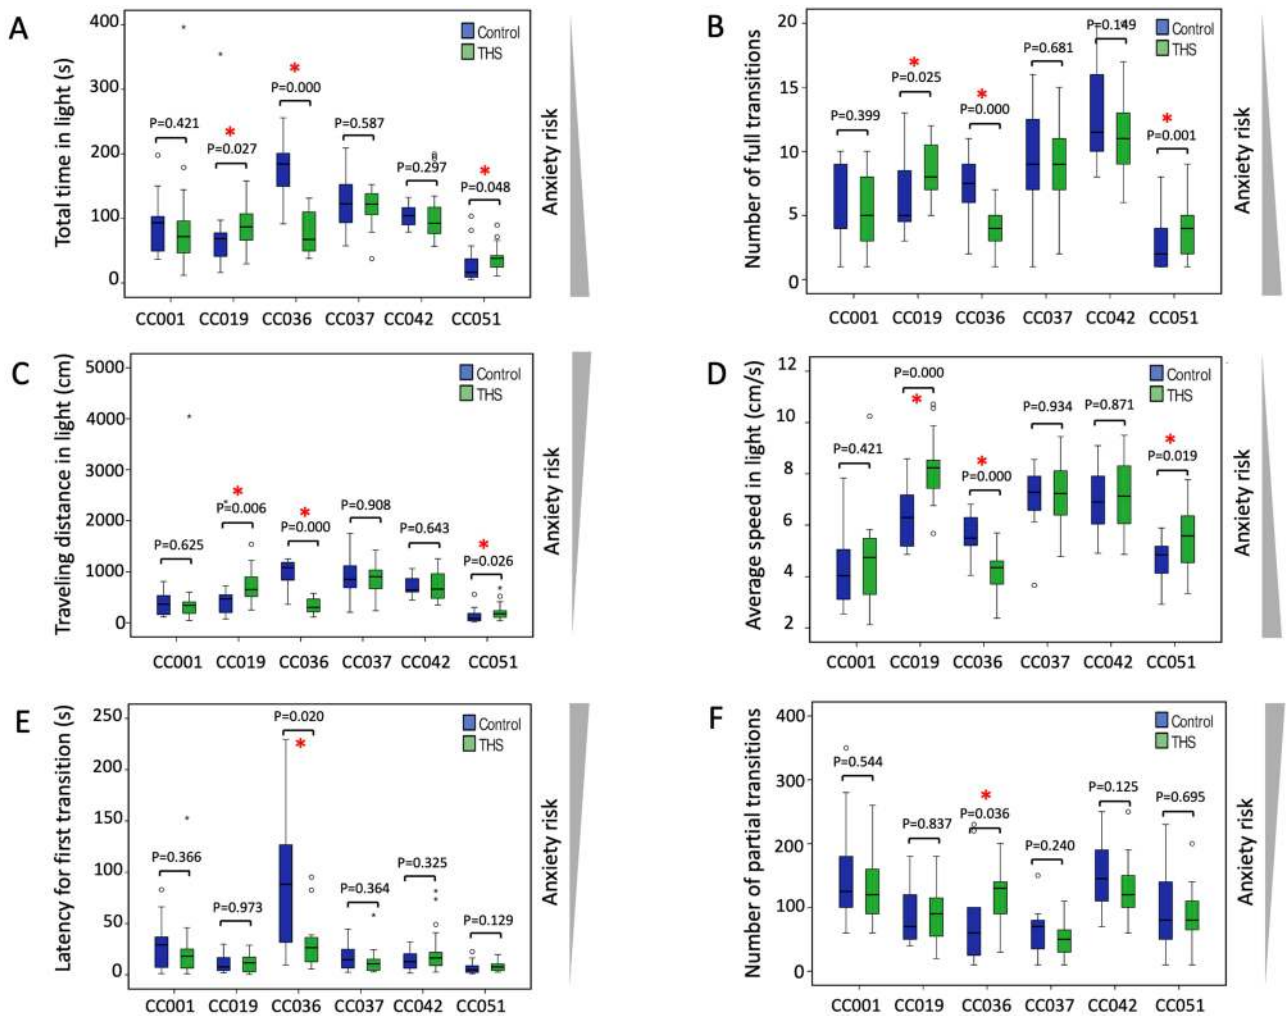 A
Total time in light (s)
400
300
200
100
0
Control
THS
P=0.421
*
P=0.027
*
P=0.000
P=0.587
P=0.297
*
P=0.048
CC001 CC019 CC036 CC037 CC042 CC051
Anxiety risk
B
Number of full transitions
20
15
10
5
0
Control
THS
P=0.399
*
P=0.025
*
P=0.000
P=0.681
P=0.149
*
P=0.001
CC001 CC019 CC036 CC037 CC042 CC051
Anxiety risk
C
Traveling distance in light (cm)
5000
4000
3000
2000
1000
0
Control
THS
P=0.625
*
P=0.006
*
P=0.000
P=0.908
P=0.643
*
P=0.026
CC001 CC019 CC036 CC037 CC042 CC051
Anxiety risk
D
Average speed in light (cm/s)
12
10
8
6
4
2
Control
THS
P=0.421
P=0.000
*
*
P=0.000
P=0.934
P=0.871
*
P=0.019
CC001 CC019 CC036 CC037 CC042 CC051
Anxiety risk
E
Latency for first transition (s)
250
200
150
100
50
0
Control
THS
P=0.366
P=0.973
P=0.020
*
P=0.364
P=0.325
P=0.129
CC001 CC019 CC036 CC037 CC042 CC051
Anxiety risk
F
Number of partial transitions
400
300
200
100
0
Control
THS
P=0.544
P=0.837
*
P=0.036
P=0.240
P=0.125
P=0.695
CC001 CC019 CC036 CC037 CC042 CC051
Anxiety risk